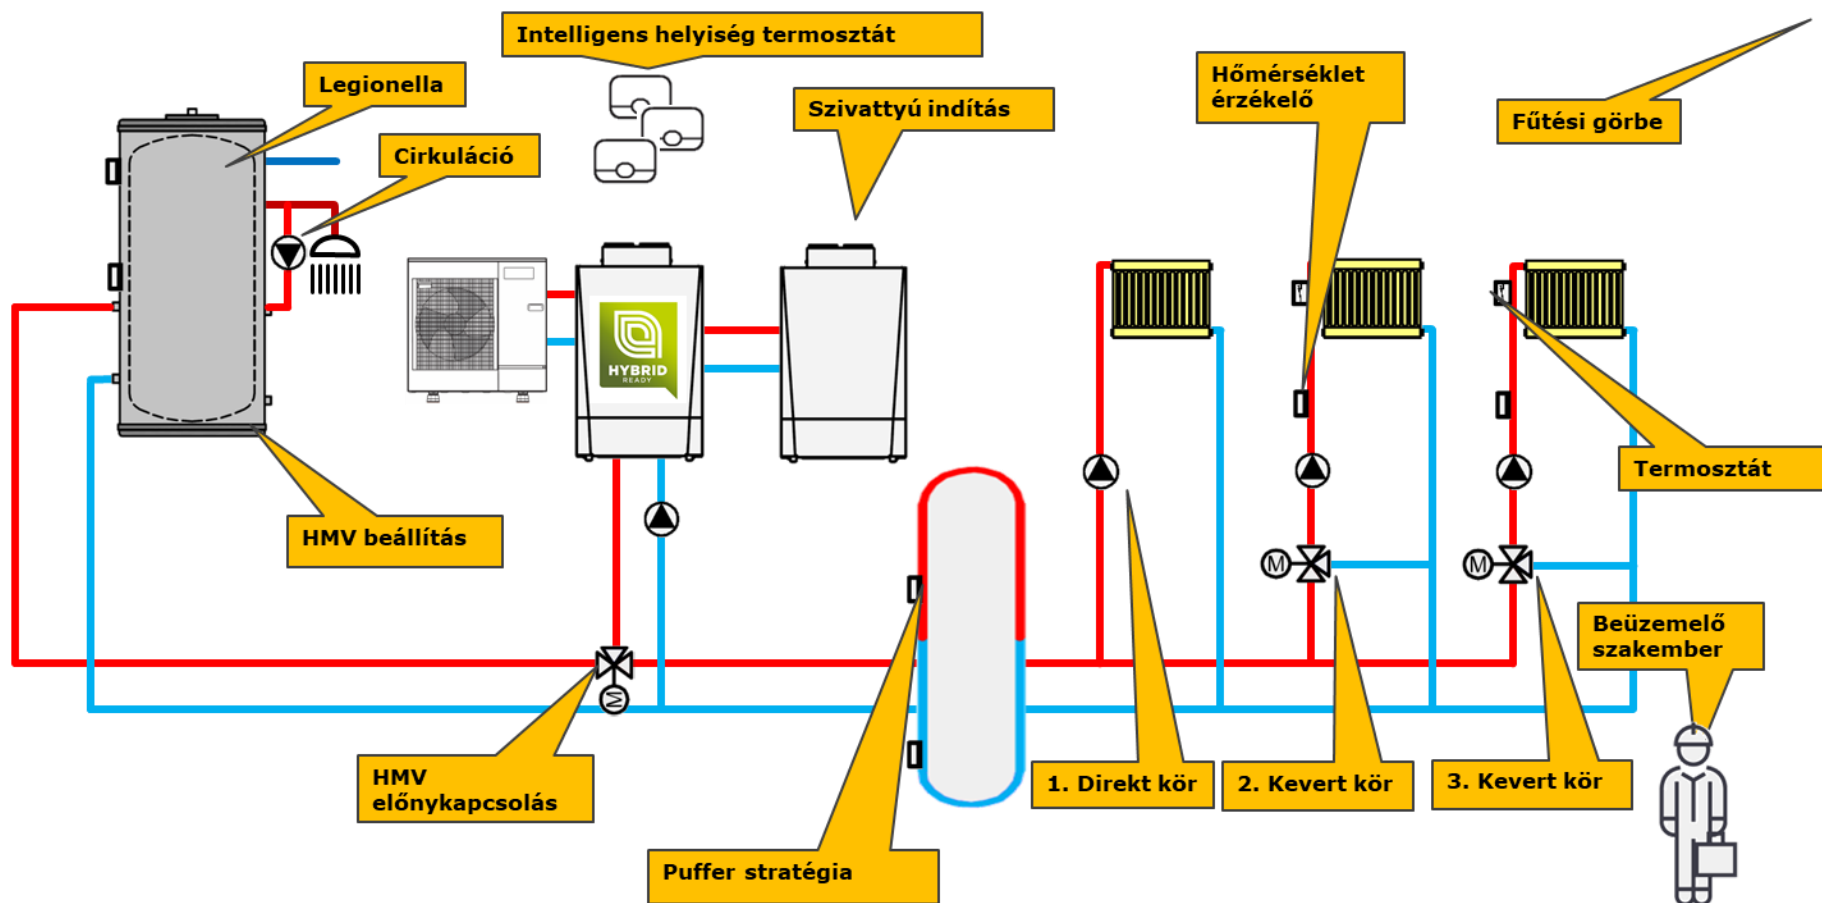 Intelligens helyiség termosztát
Legionella
Cirkuláció
Szivattyú indítás
Hőmérséklet
érzékelő
Fűtési görbe
HYBRID
READY
Termosztát
HMV beállítás
M
M
M
Beüzemelő
szakember
HMV
előnykapcsolás
1. Direkt kör
2. Kevert kör
3. Kevert kör
Puffer stratégia